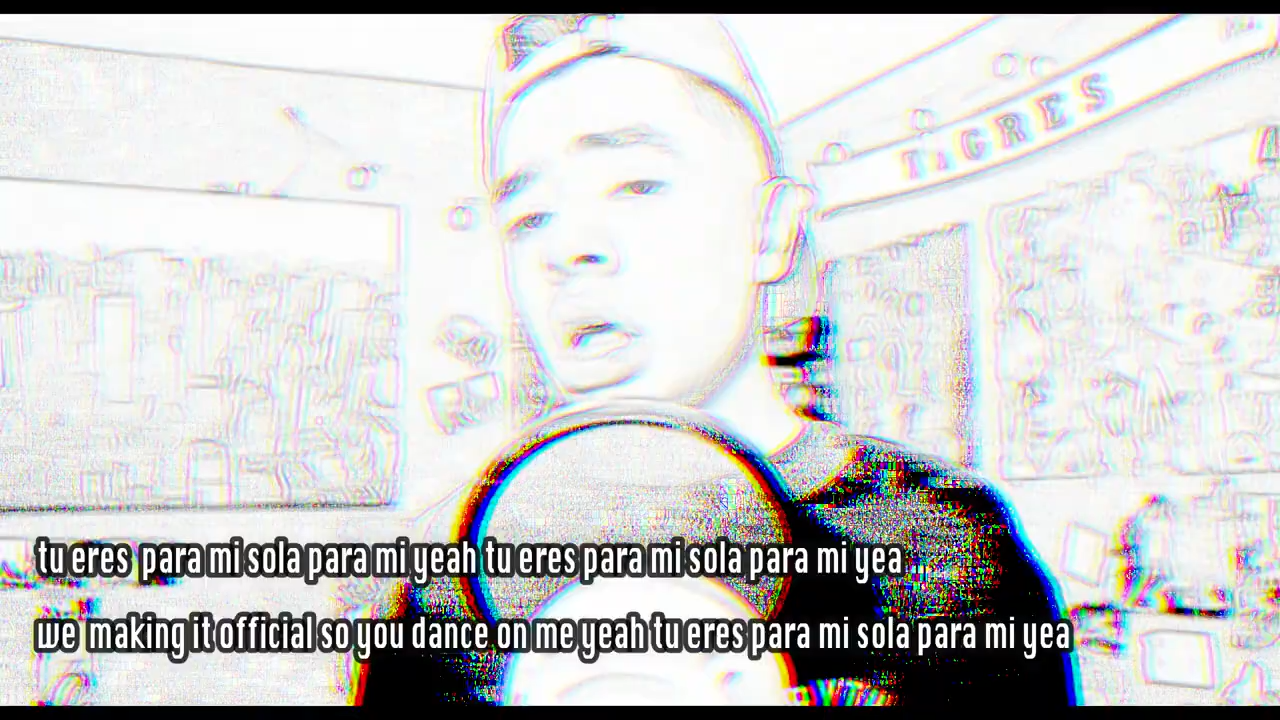 TIGRES
tu eres para mi sola para mi yeah tu eres para mi sola para mi yea ...
we making it official so you dance on me yeah tu eres para mi sola para mi yea